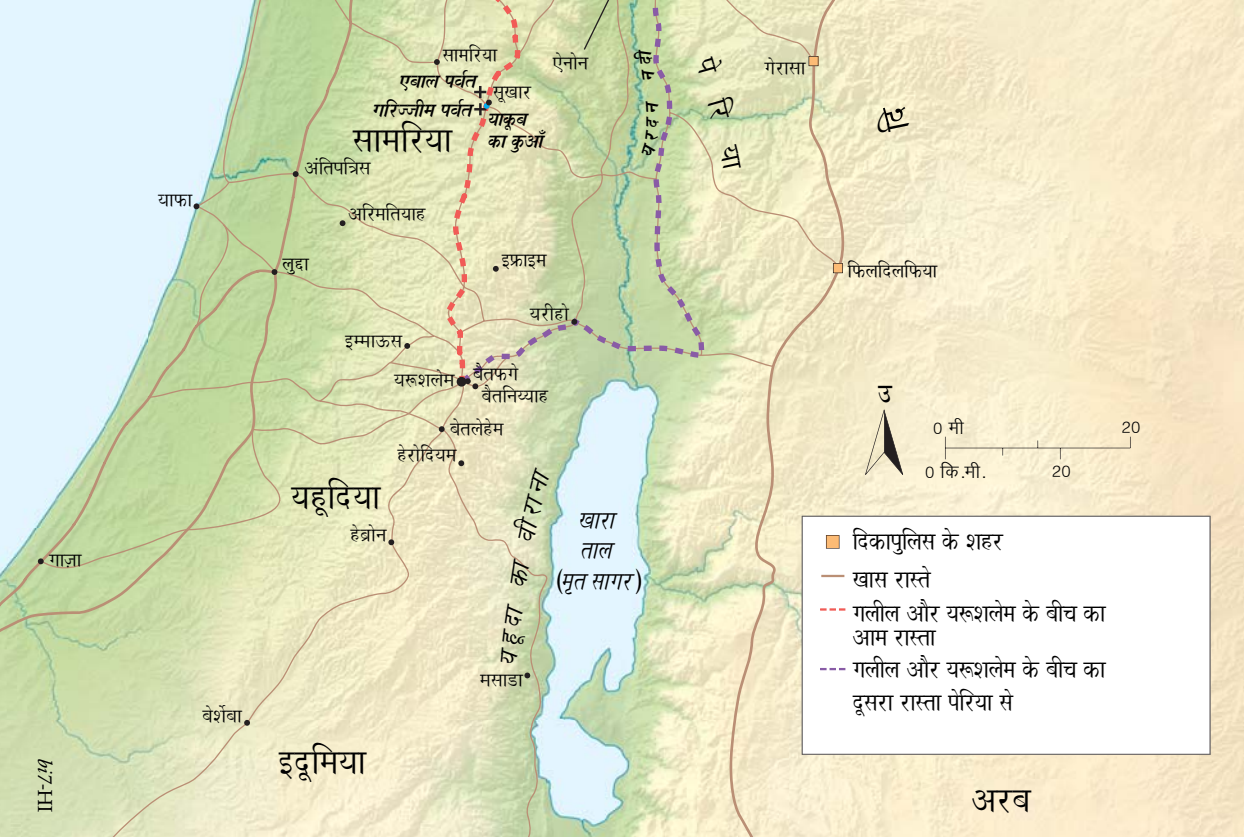 सामरिया
ऐनोन
गेरासा
एबाल पर्वत
सूखार
गरिज्जीम पर्वत
याकूब
का कुआँ
सामरिया
यरदन नदी
पेरिया
अंतिपत्रिस
याफा
अरिमतियाह
लुद्दा
इफ्राइम
फिलदिलफिया
यरीहो
इम्माऊस
बैतफगे
यरूशलेम
बैतनिय्याह
बेतलेहेम
हेरोदियम
यहूदिया
हेब्रोन
गाज़ा
यहूदा का वीराना
खारा
ताल
(मृत सागर)
मसाडा
बेर्शेबा
इदूमिया
अरब
उ
0 मी 20
0 कि.मी. 20
दिकापुलिस के शहर
खास रास्ते
गलील और यरूशलेम के बीच का
आम रास्ता
गलील और यरूशलेम के बीच का
दूसरा रास्ता पेरिया से
bi7-HI